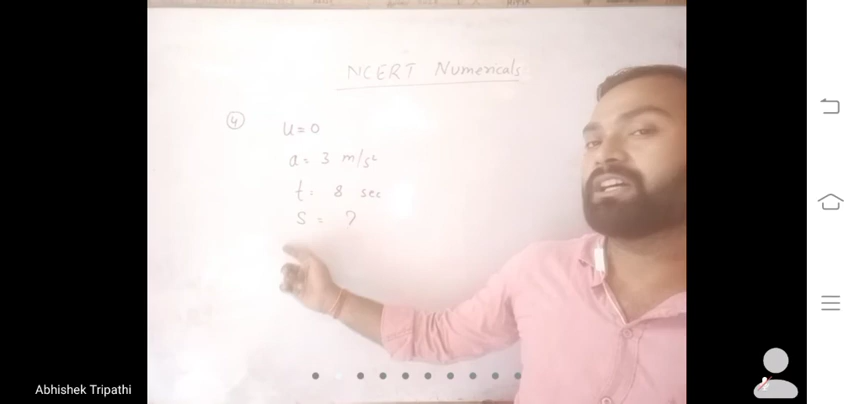 NCERT Numericals
4
u = 0
a = 3 m/s²
t = 8 sec
S = ?
Abhishek Tripathi